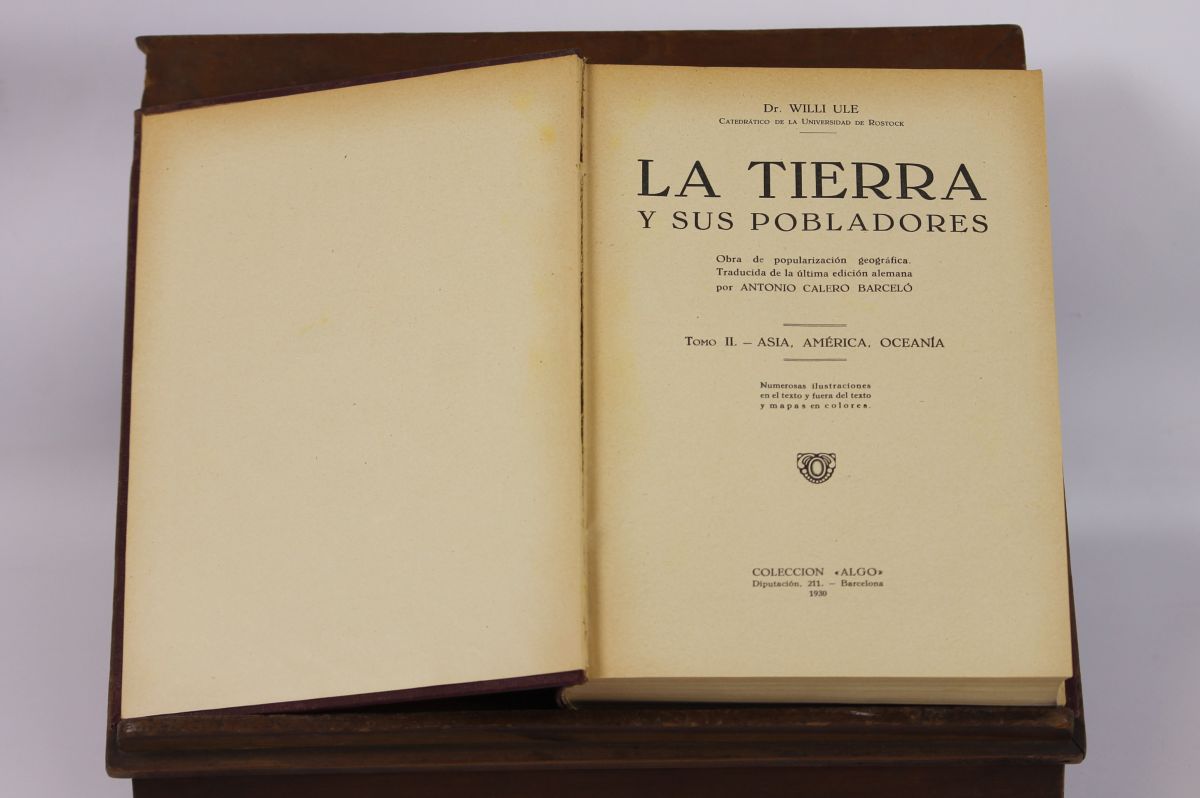 Dr. WILLI ULE
CATEDRÁTICO DE LA UNIVERSIDAD DE ROSTOCK
LA TIERRA
Y SUS POBLADORES
Obra de popularización geográfica.
Traducida de la última edición alemana
por ANTONIO CALERO BARCELÓ
TOMO II. — ASIA, AMÉRICA, OCEANÍA
Numerosas ilustraciones
en el texto y fuera del texto
y mapas en colores.
COLECCION «ALGO»
Diputación, 211. — Barcelona
1930